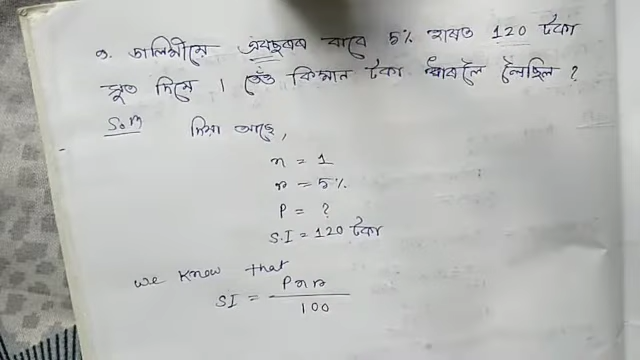 ৩. ডালিমীয়ে এবছৰৰ বাবে 5% হাৰত 120 টকা
সুত দিয়ে । তেওঁ কিমান টকা ধাৰলৈ লৈছিল ?
Soln
দিয়া আছে,
n = 1
r = 5%
P = ?
S.I = 120 টকা
we know that
SI = Pnr
100